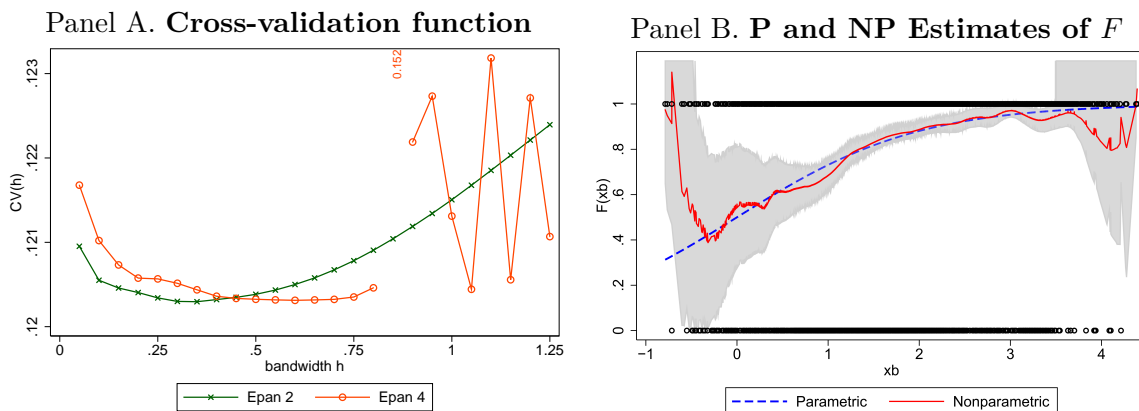 Panel A. Cross-validation function
0.152
.123
.122
.121
.12
CV(h)
0 .25 .5 .75 1 1.25
bandwidth h
Epan 2 Epan 4
Panel B. P and NP Estimates of F
1
.8
.6
.4
.2
0
F(xb)
−1 0 1 2 3 4
xb
Parametric Nonparametric